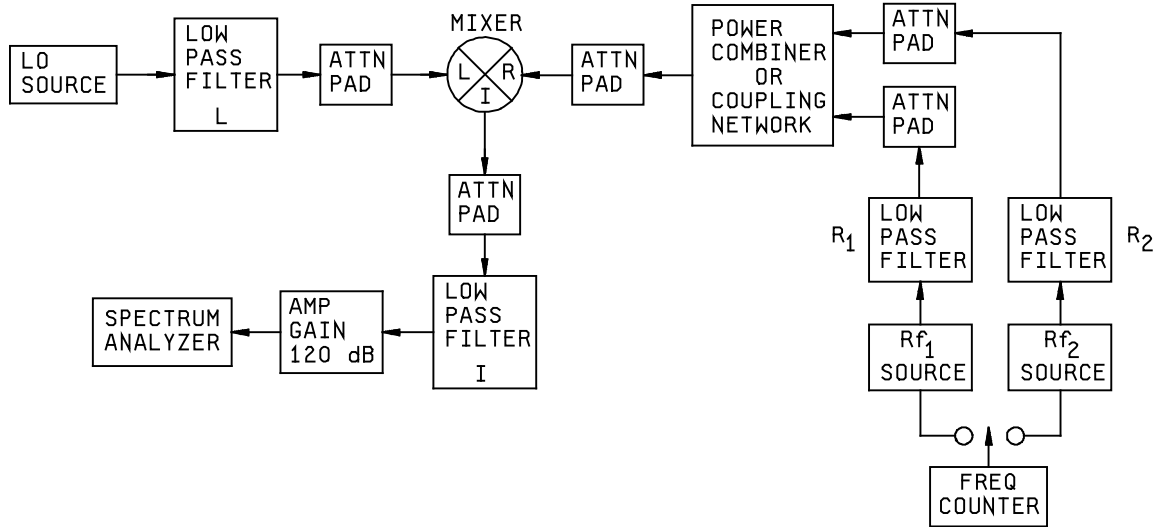 MIXER
LO
SOURCE
LOW
PASS
FILTER
L
ATTN
PAD
L
R
I
ATTN
PAD
POWER
COMBINER
OR
COUPLING
NETWORK
ATTN
PAD
ATTN
PAD
ATTN
PAD
R1
LOW
PASS
FILTER
LOW
PASS
FILTER
R2
SPECTRUM
ANALYZER
AMP
GAIN
120 dB
LOW
PASS
FILTER
I
Rf1
SOURCE
Rf2
SOURCE
FREQ
COUNTER